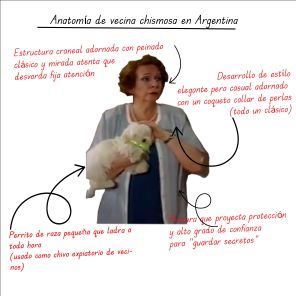 Anatomía de vecina chismosa en Argentina
Estructura craneal adornada con peinado
clásico y mirada atenta que
desvorda fija atención
Desarrollo de estilo
elegante pero casual adornado
con un coqueto collar de perlas
(todo un clásico)
Perrito de raza pequeña que ladra a
toda hora
(usado como chivo expiatorio de veci-
nos)
que proyecta protección
y alto grado de confianza
para "guardar secretos"